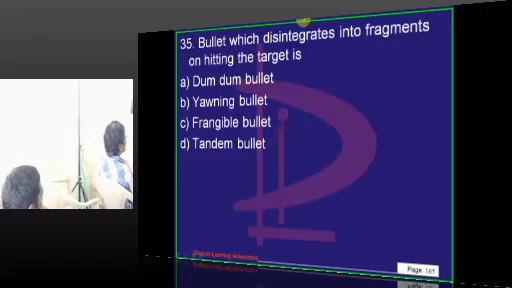 35. Bullet which disintegrates into fragments
on hitting the target is
a) Dum dum bullet
b) Yawning bullet
c) Frangible bullet
d) Tandem bullet
Page 165